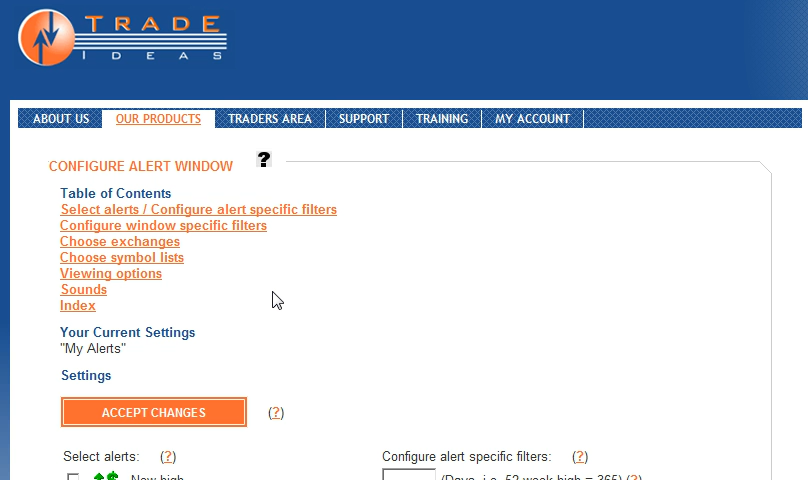 TRADE
IDEAS
ABOUT US OUR PRODUCTS TRADERS AREA SUPPORT TRAINING MY ACCOUNT
CONFIGURE ALERT WINDOW ?
Table of Contents
Select alerts / Configure alert specific filters
Configure window specific filters
Choose exchanges
Choose symbol lists
Viewing options
Sounds
Index
Your Current Settings
"My Alerts"
Settings
ACCEPT CHANGES (?)
Select alerts: (?) Configure alert specific filters: (?)
New high (Days, i.e. 52 week high = 365) (?)